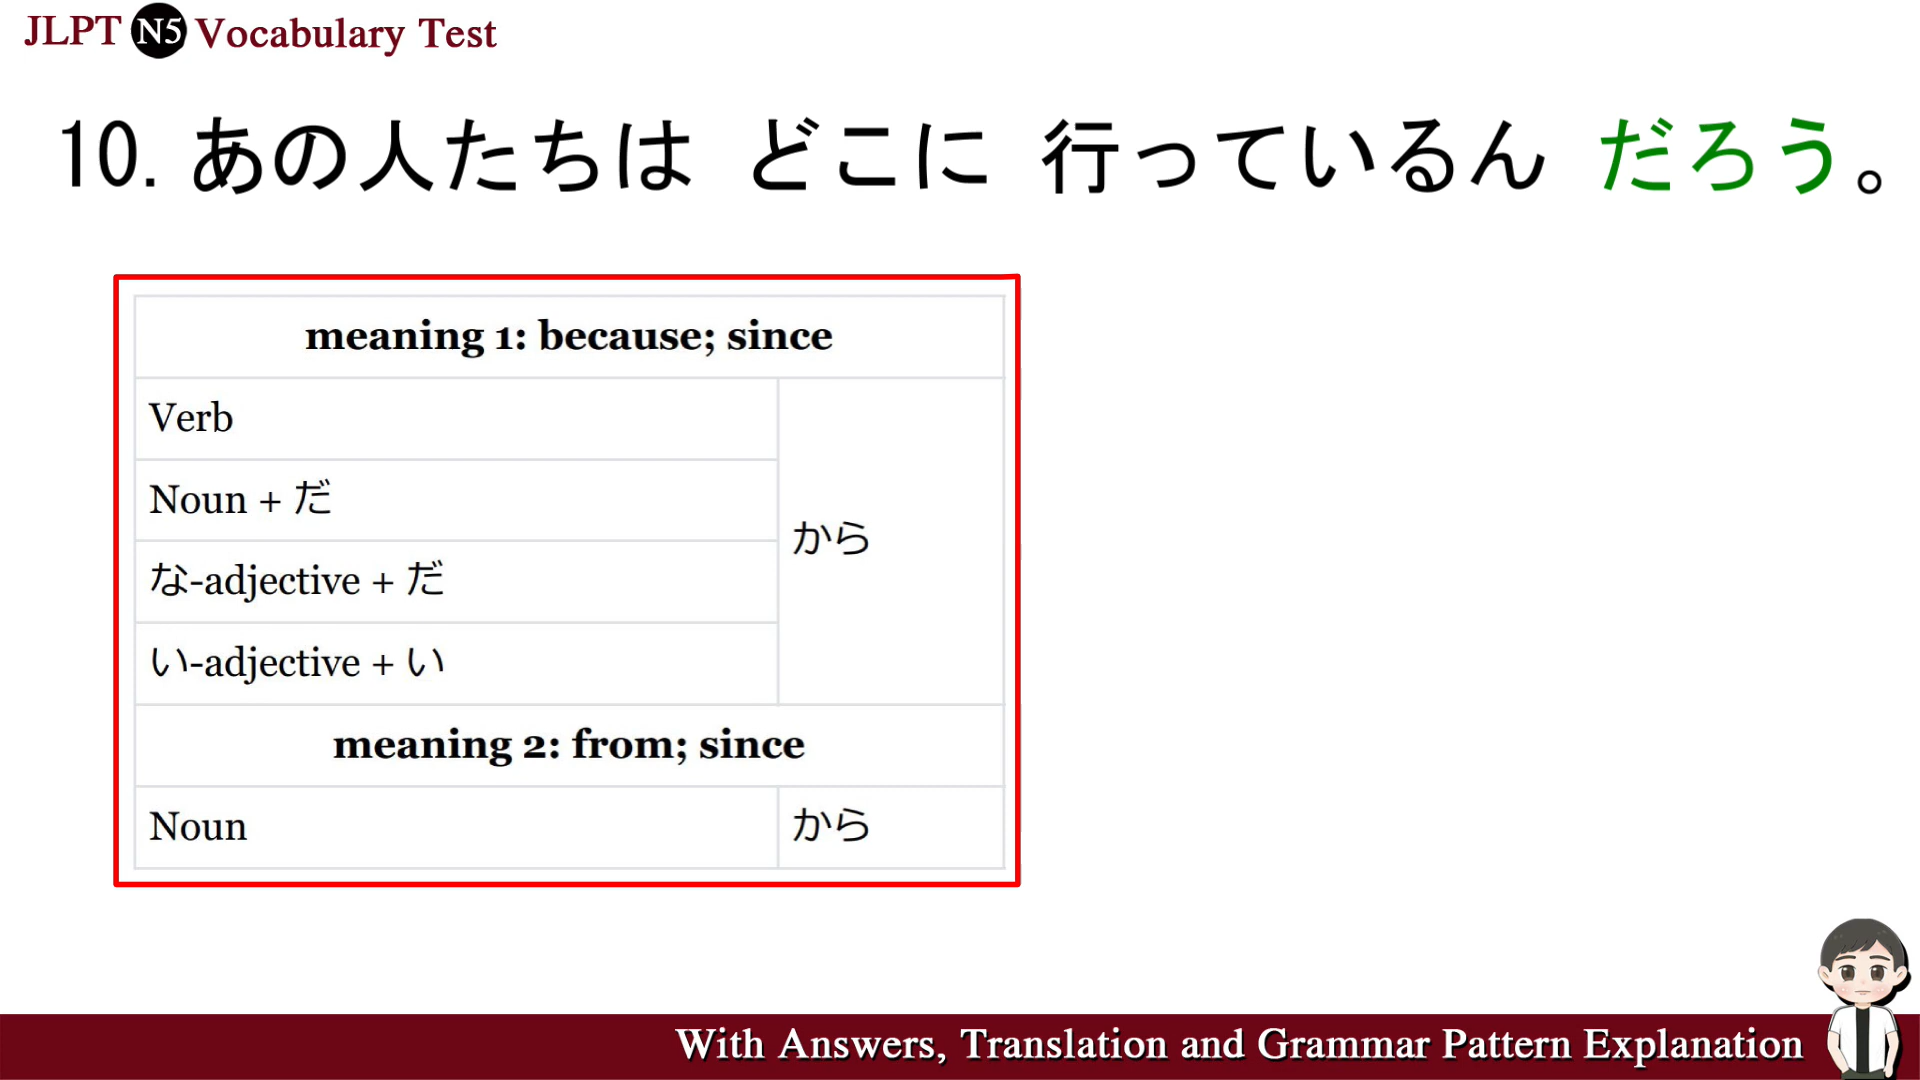 JLPT N5 Vocabulary Test
10.あの人たちは どこに 行っているん だろう。
meaning 1: because; since
Verb
Noun + だ
な-adjective + だ
い-adjective + い
から
meaning 2: from; since
Noun から
With Answers, Translation and Grammar Pattern Explanation